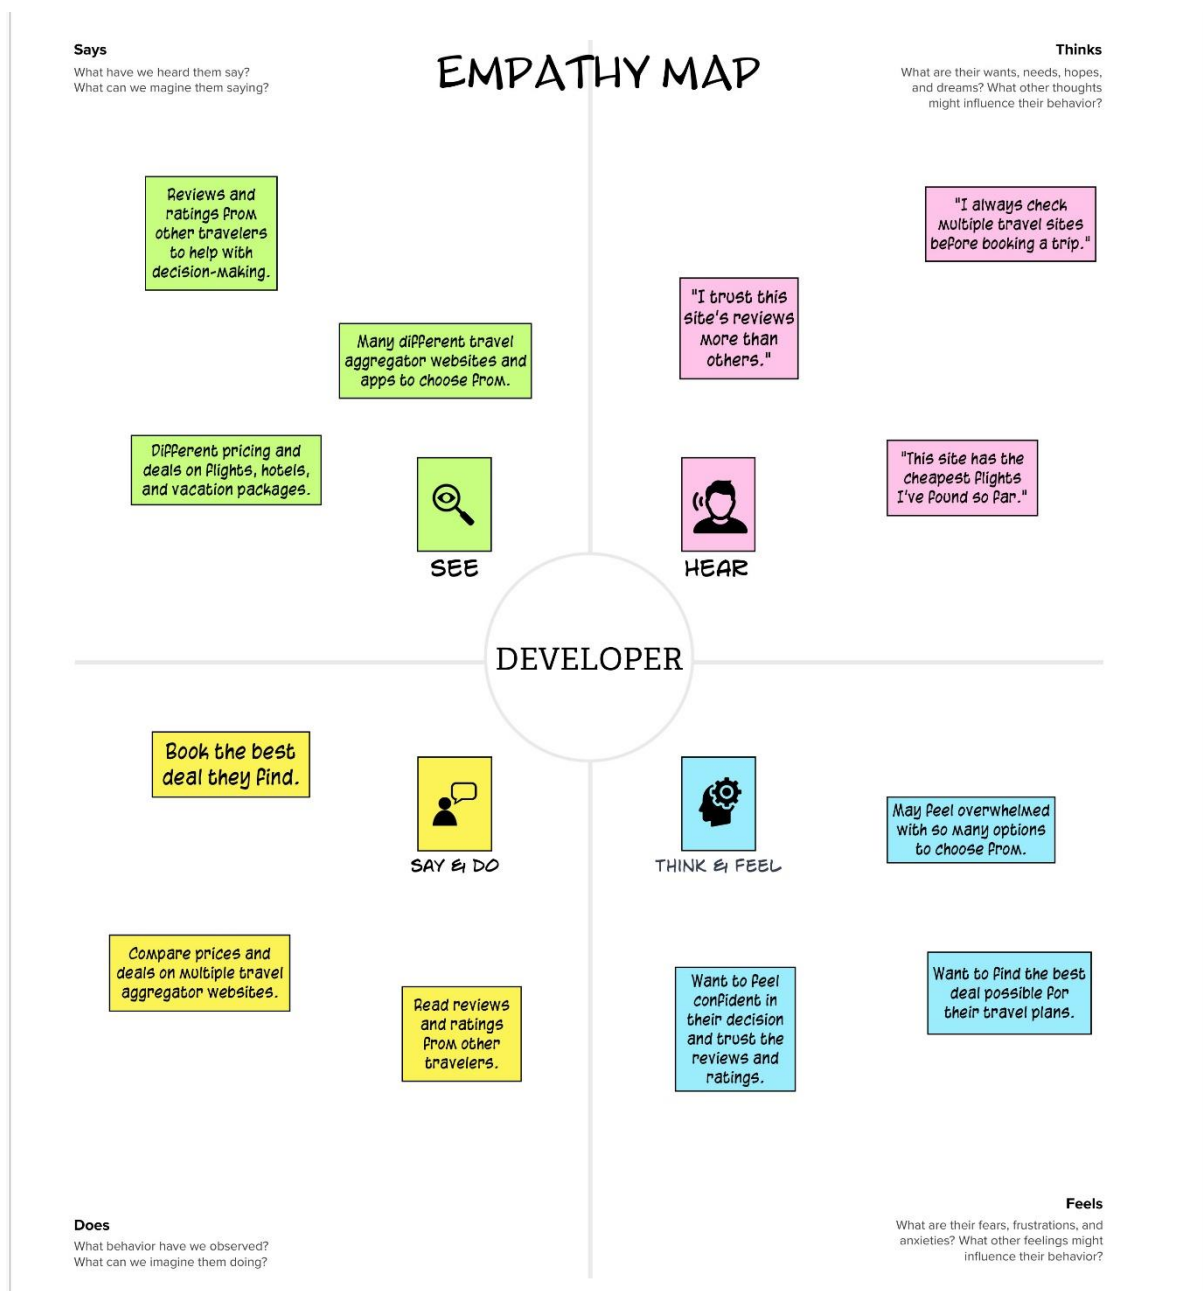 EMPATHY MAP
Says
What have we heard them say?
What can we magine them saying?
Thinks
What are their wants, needs, hopes,
and dreams? What other thoughts
might influence their behavior?
Reviews and
ratings from
other travelers
to help with
decision-making.
Many different travel
aggregator websites and
apps to choose from.
Different pricing and
deals on flights, hotels,
and vacation packages.
SEE
"I always check
multiple travel sites
before booking a trip."
"I trust this
site's reviews
more than
others."
"This site has the
cheapest flights
I've found so far."
HEAR
DEVELOPER
Book the best
deal they find.
SAY & DO
Compare prices and
deals on multiple travel
aggregator websites.
Read reviews
and ratings
from other
travelers.
THINK & FEEL
May feel overwhelmed
with so many options
to choose from.
Want to feel
confident in
their decision
and trust the
reviews and
ratings.
Want to find the best
deal possible for
their travel plans.
Does
What behavior have we observed?
What can we imagine them doing?
Feels
What are their fears, frustrations, and
anxieties? What other feelings might
influence their behavior?